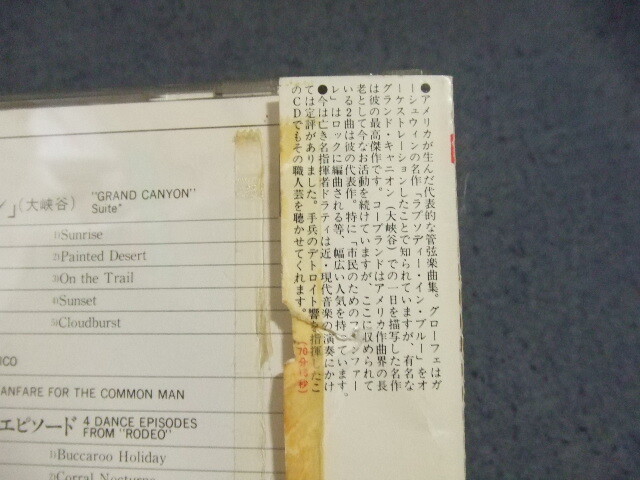 ●アメリカが生んだ代表的な管弦楽曲集。グローフェはガ
ーシェウィンの名作「ラプソディー・イン・ブルー」をオ
ーケストレーションしたことで知られていますが、有名な
グランド・キャニオン(大峡谷)での一日を描写した名作
は彼の最高傑作です。コープランドはアメリカ作曲界の長
老として今なお活動を続けていますが、ここに収められて
いる2曲は彼の代表作。特に「市民のためのファンファー
レ」はロックに編曲される等、幅広い人気を持っています。
●今は亡き名指揮者ドラティは近・現代音楽の演奏にかけ
ては定評がありました。手兵のデトロイト響を指揮したこ
のCDでもその職人芸を聴かせてくれます。
ン」(大峡谷)
"GRAND CANYON"
Suite"
1)Sunrise
2)Painted Desert
3)On the Trail
4)Sunset
5)Cloudburst
ICO
ANFARE FOR THE COMMON MAN
エピソード 4 DANCE EPISODES
FROM "RODEO"
1)Buccaroo Holiday
2)Corral Nocturne